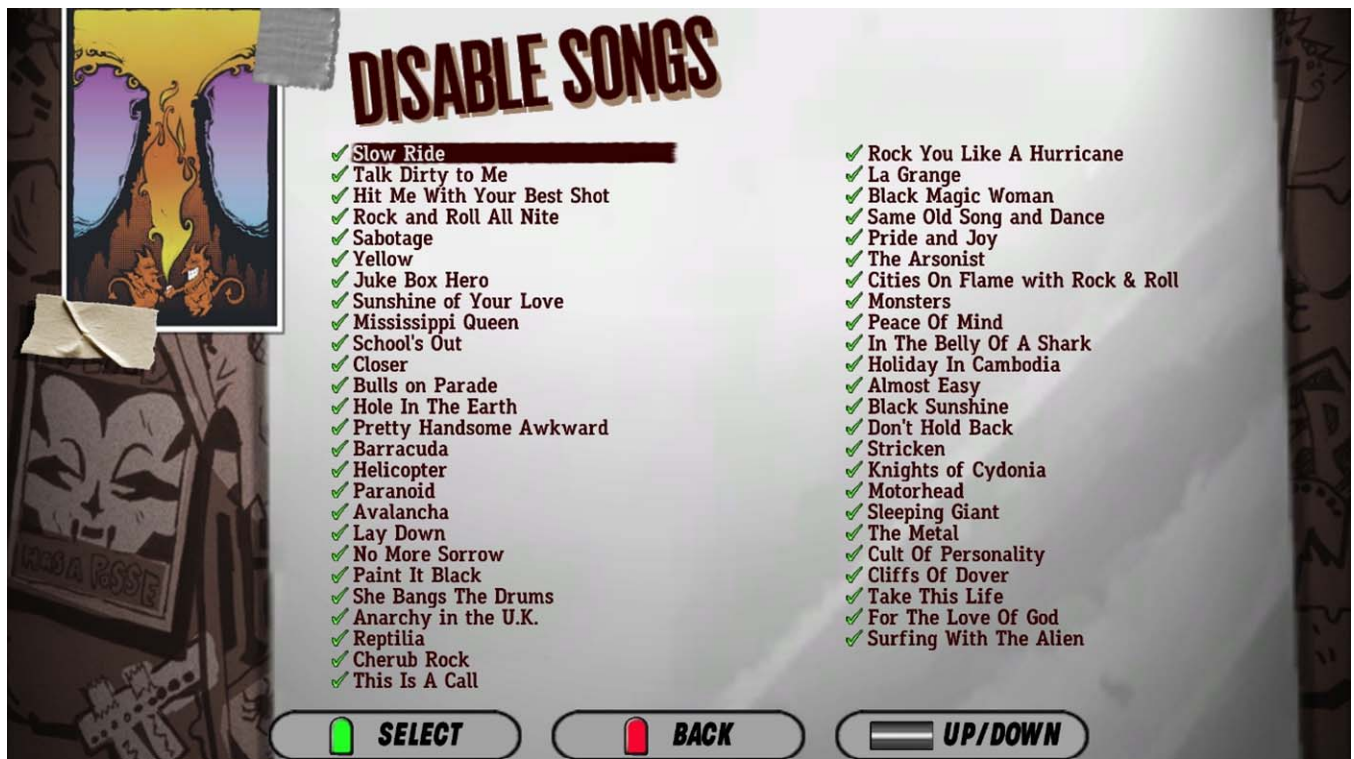 DISABLE SONGS
Slow Ride
Talk Dirty to Me
Hit Me With Your Best Shot
Rock and Roll All Nite
Sabotage
Yellow
Juke Box Hero
Sunshine of Your Love
Mississippi Queen
School's Out
Closer
Bulls on Parade
Hole In The Earth
Pretty Handsome Awkward
Barracuda
Helicopter
Paranoid
Avalancha
Lay Down
No More Sorrow
Paint It Black
She Bangs The Drums
Anarchy in the U.K.
Reptilia
Cherub Rock
This Is A Call
Rock You Like A Hurricane
La Grange
Black Magic Woman
Same Old Song and Dance
Pride and Joy
The Arsonist
Cities On Flame with Rock & Roll
Monsters
Peace Of Mind
In The Belly Of A Shark
Holiday In Cambodia
Almost Easy
Black Sunshine
Don't Hold Back
Stricken
Knights of Cydonia
Motorhead
Sleeping Giant
The Metal
Cult Of Personality
Cliffs Of Dover
Take This Life
For The Love Of God
Surfing With The Alien
HAS A POSSE
SELECT
BACK
UP/DOWN